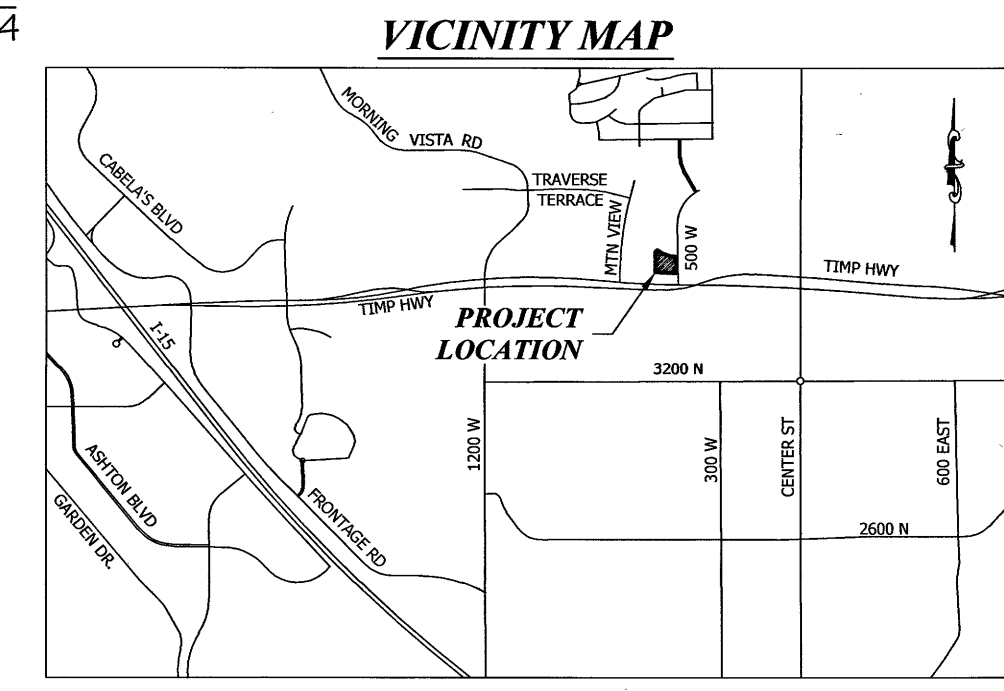 4
VICINITY MAP
MORNING
VISTA RD
CABELA'S BLVD
TRAVERSE
TERRACE
MTN VIEW
500 W
TIMP HWY
TIMP HWY
I-15
PROJECT
LOCATION
3200 N
1200 W
300 W
CENTER ST
600 EAST
ASHTON BLVD
GARDEN DR.
FRONTAGE RD
2600 N